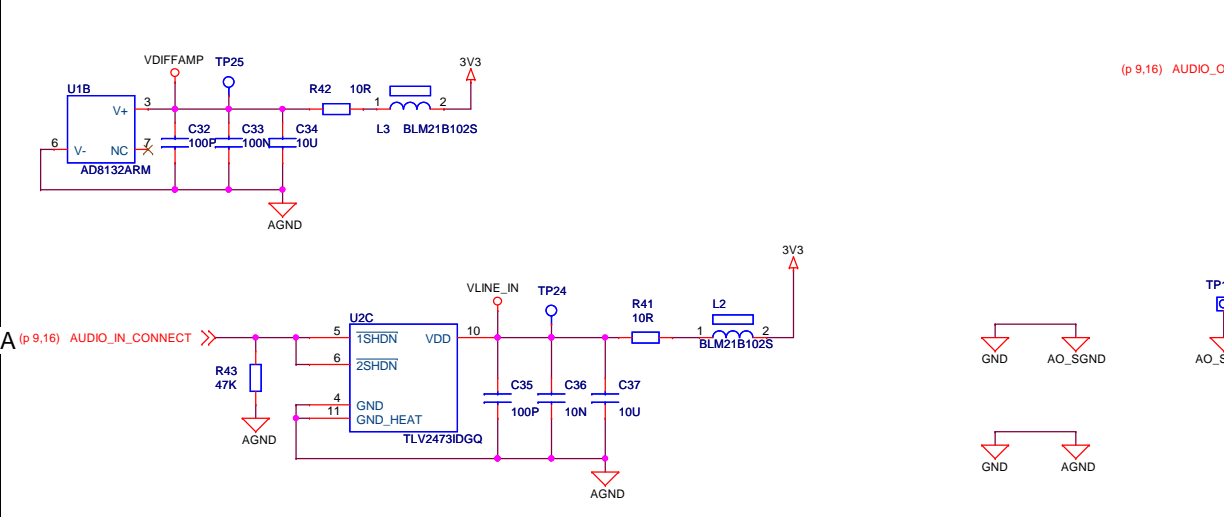 (p 9,16) AUDIO_O
VDIFFAMP
TP25
3V3
U1B
V+
3
R42
10R
1
2
L3
BLM21B102S
6
V-
NC
7
AD8132ARM
C32
100P
C33
100N
C34
10U
AGND
3V3
VLINE_IN
TP24
R41
10R
L2
1
2
BLM21B102S
A
(p 9,16) AUDIO_IN_CONNECT
U2C
5
1SHDN
VDD
10
6
2SHDN
4
GND
11
GND_HEAT
TLV2473IDGQ
R43
47K
AGND
C35
100P
C36
10N
C37
10U
AGND
GND
AO_SGND
GND
AGND
TP1
AO_S